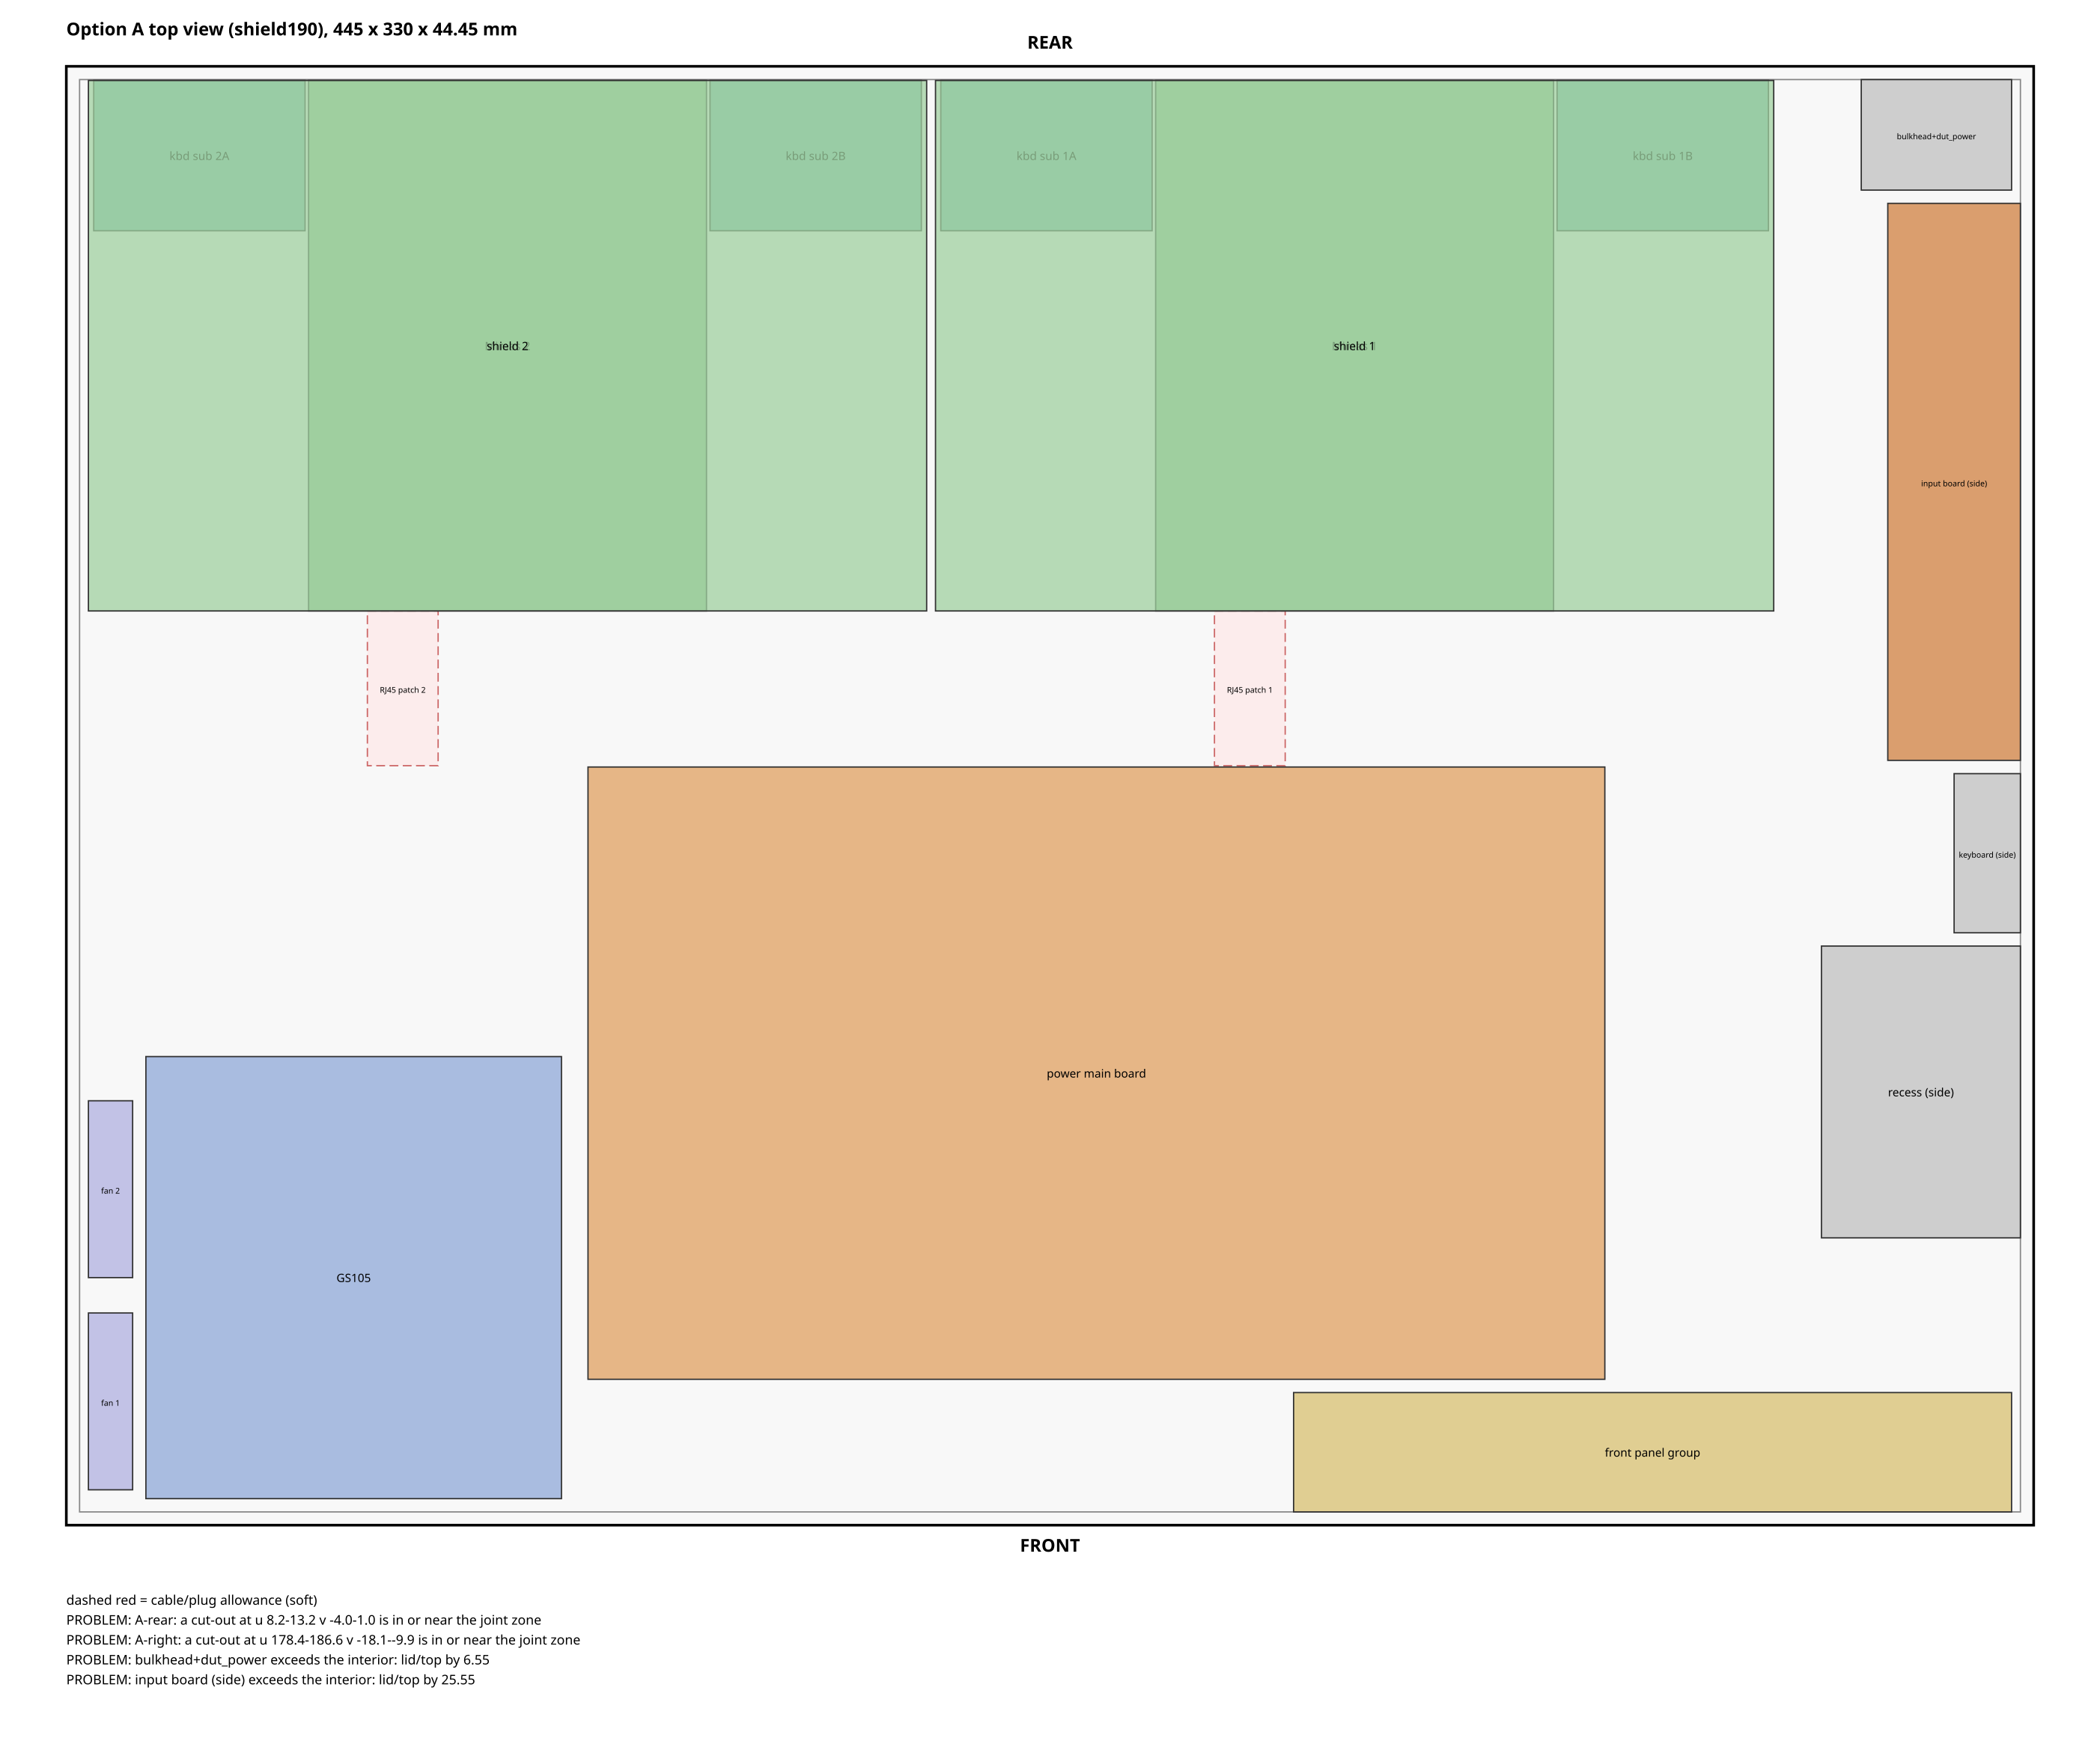 Option A top view (shield190), 445 x 330 x 44.45 mm
REAR
bulkhead+dut_power
kbd sub 2A
kbd sub 2B
kbd sub 1A
kbd sub 1B
shield 2
shield 1
input board (side)
RJ45 patch 2
RJ45 patch 1
keyboard (side)
power main board
recess (side)
fan 2
GS105
fan 1
front panel group
FRONT
dashed red = cable/plug allowance (soft)
PROBLEM: A-rear: a cut-out at u 8.2-13.2 v -4.0-1.0 is in or near the joint zone
PROBLEM: A-right: a cut-out at u 178.4-186.6 v -18.1--9.9 is in or near the joint zone
PROBLEM: bulkhead+dut_power exceeds the interior: lid/top by 6.55
PROBLEM: input board (side) exceeds the interior: lid/top by 25.55